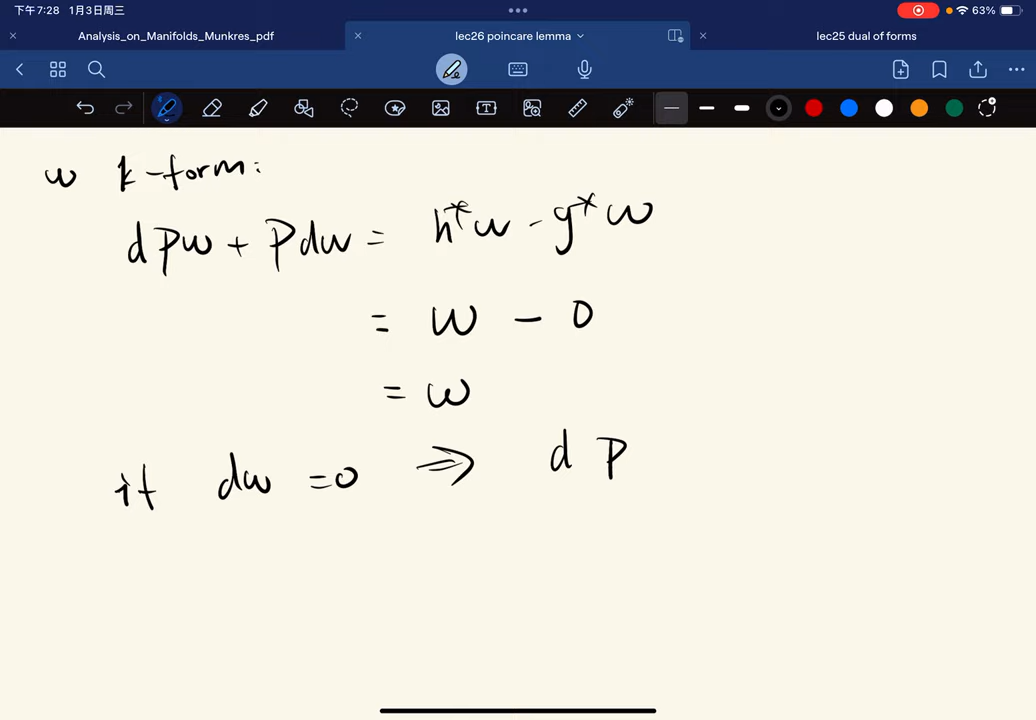 下午7:28 1月3日周三 63%
Analysis_on_Manifolds_Munkres_pdf lec26 poincare lemma lec25 dual of forms
ω k-form:
dPω + Pdω = h*ω - g*ω
= ω - 0
= ω
if dω = 0 ⇒ d P